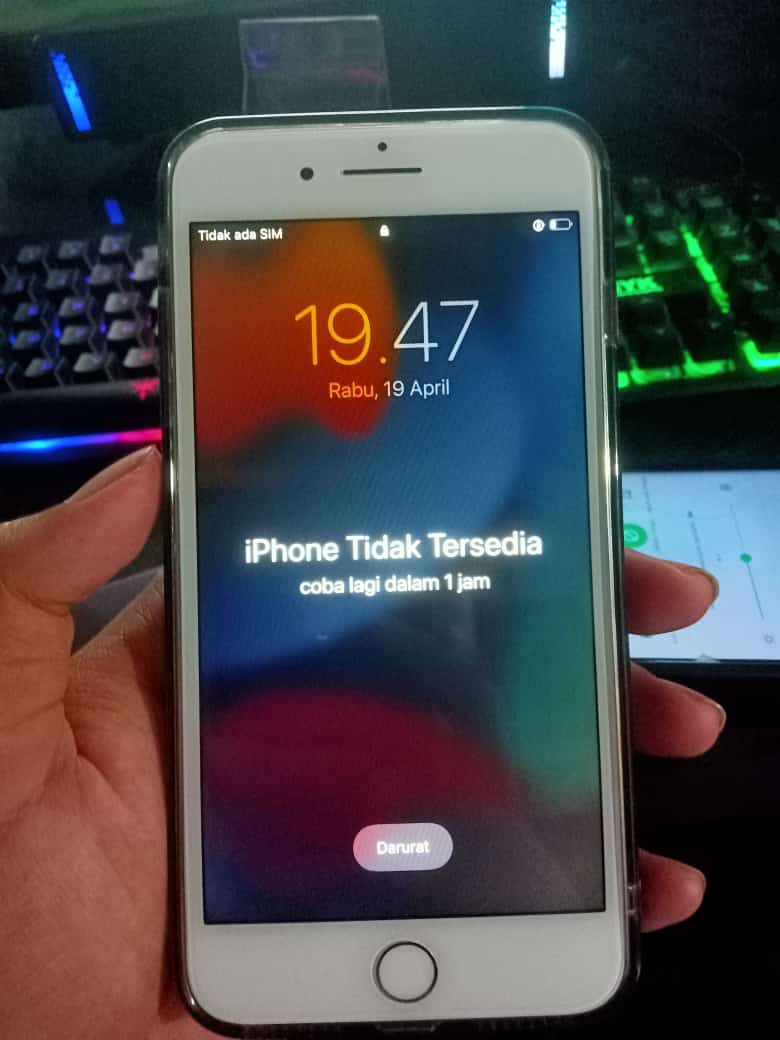 Tidak ada SIM
19.47
Rabu, 19 April
iPhone Tidak Tersedia
coba lagi dalam 1 jam
Darurat